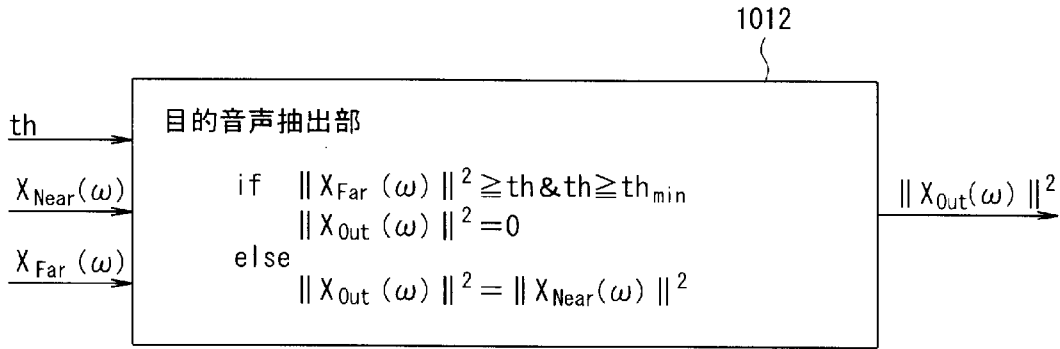 1012
目的音声抽出部
th
X_Near(ω)
X_Far(ω)
if ‖X_Far(ω)‖²≧th&th≧th_min
‖X_Out(ω)‖²=0
else
‖X_Out(ω)‖²=‖X_Near(ω)‖²
‖X_Out(ω)‖²